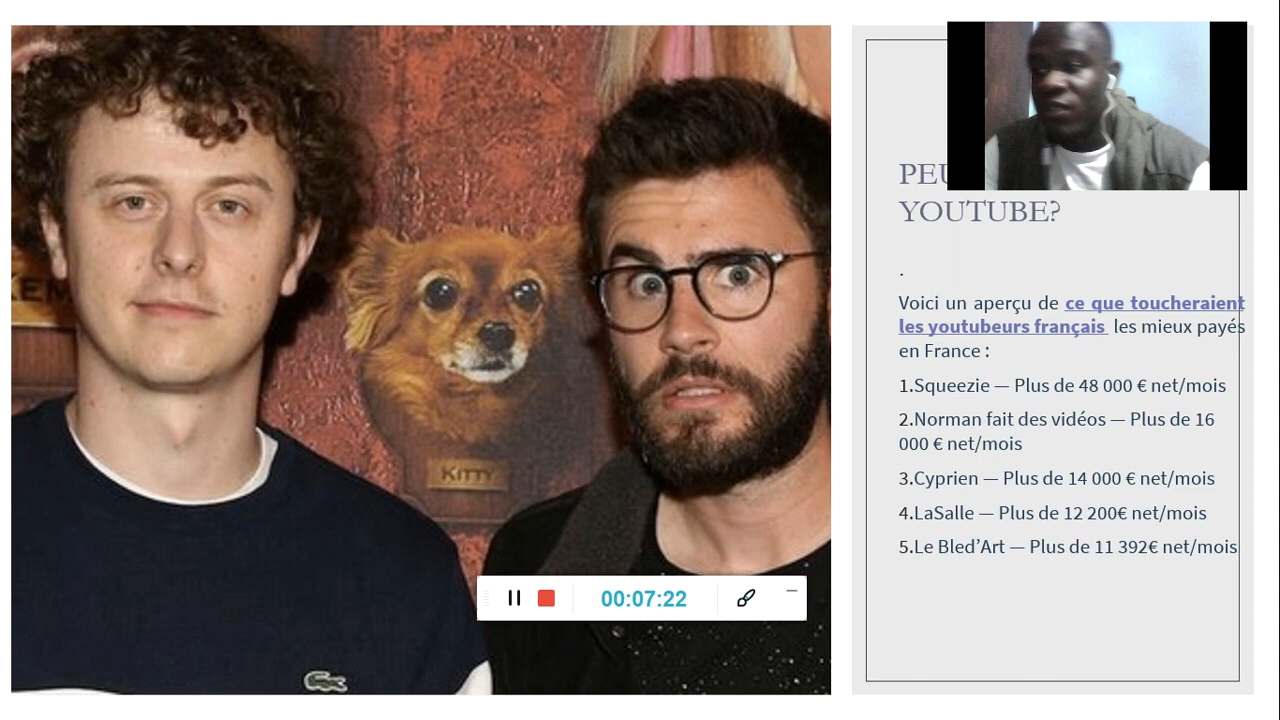 PEU
YOUTUBE?
.
Voici un aperçu de ce que toucheraient
les youtubeurs français les mieux payés
en France :
1.Squeezie — Plus de 48 000 € net/mois
2.Norman fait des vidéos — Plus de 16
000 € net/mois
3.Cyprien — Plus de 14 000 € net/mois
4.LaSalle — Plus de 12 200€ net/mois
5.Le Bled’Art — Plus de 11 392€ net/mois
KITTY
00:07:22